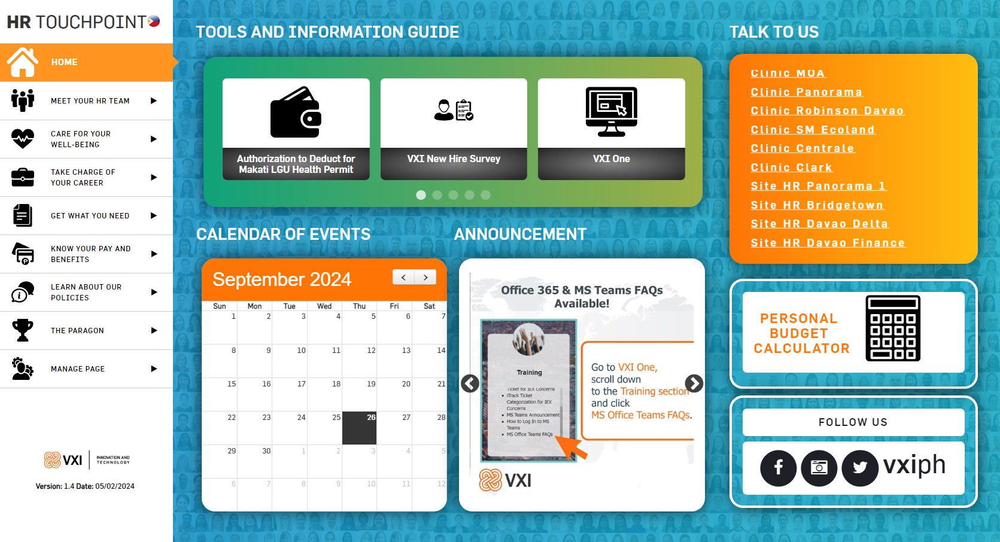 HR TOUCHPOINT
HOME
MEET YOUR HR TEAM
CARE FOR YOUR
WELL-BEING
TAKE CHARGE OF
YOUR CAREER
GET WHAT YOU NEED
KNOW YOUR PAY AND
BENEFITS
LEARN ABOUT OUR
POLICIES
THE PARAGON
MANAGE PAGE
VXI
INNOVATION AND
TECHNOLOGY
Version: 1.4 Date: 05/02/2024
TOOLS AND INFORMATION GUIDE
Authorization to Deduct for
Makati LGU Health Permit
VXI New Hire Survey
VXI One
CALENDAR OF EVENTS
September 2024
Sun Mon Tue Wed Thu Fri Sat
1 2 3 4 5 6 7
8 9 10 11 12 13 14
15 16 17 18 19 20 21
22 23 24 25 26 27 28
29 30 1 2 3 4 5
6 7 8 9 10 11 12
ANNOUNCEMENT
Office 365 & MS Teams FAQs
Available!
Training
Ticket for IEX Concerns
iTrack Ticket
Categorization for IEX
Concerns
MS Teams Announcement
How to Log In to MS
Teams
MS Office Teams FAQs
Go to VXI One,
scroll down
to the Training section
and click
MS Office Teams FAQs.
VXI
TALK TO US
Clinic MOA
Clinic Panorama
Clinic Robinson Davao
Clinic SM Ecoland
Clinic Centrale
Clinic Clark
Site HR Panorama 1
Site HR Bridgetown
Site HR Davao Delta
Site HR Davao Finance
PERSONAL
BUDGET
CALCULATOR
FOLLOW US
vxiph